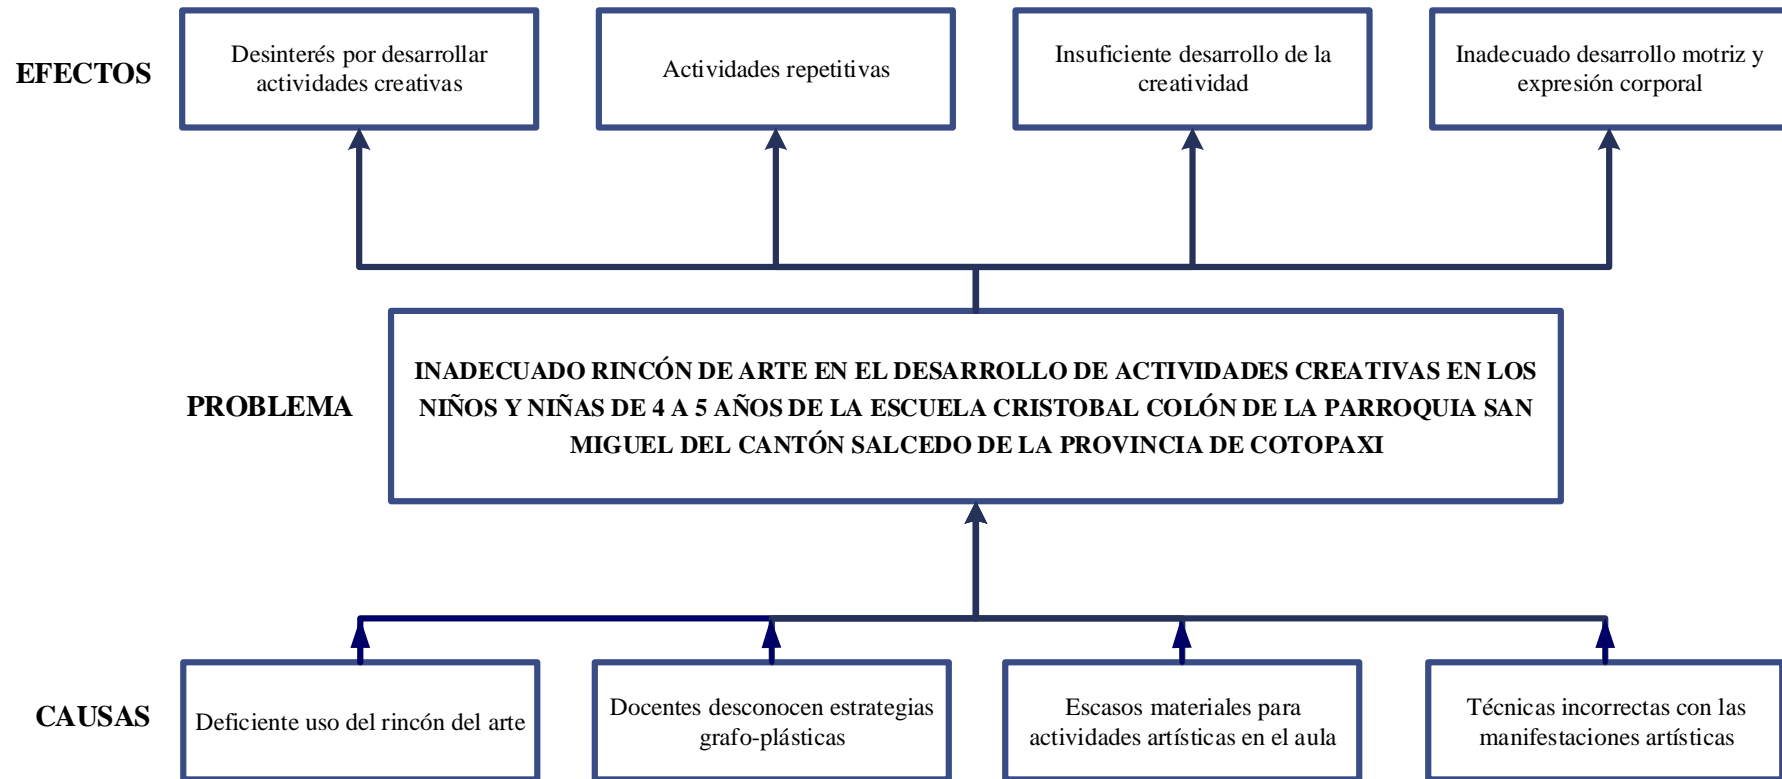 EFECTOS
Desinterés por desarrollar
actividades creativas
Actividades repetitivas
Insuficiente desarrollo de la
creatividad
Inadecuado desarrollo motriz y
expresión corporal
PROBLEMA
INADECUADO RINCÓN DE ARTE EN EL DESARROLLO DE ACTIVIDADES CREATIVAS EN LOS
NIÑOS Y NIÑAS DE 4 A 5 AÑOS DE LA ESCUELA CRISTOBAL COLÓN DE LA PARROQUIA SAN
MIGUEL DEL CANTÓN SALCEDO DE LA PROVINCIA DE COTOPAXI
CAUSAS
Deficiente uso del rincón del arte
Docentes desconocen estrategias
grafo-plásticas
Escasos materiales para
actividades artísticas en el aula
Técnicas incorrectas con las
manifestaciones artísticas